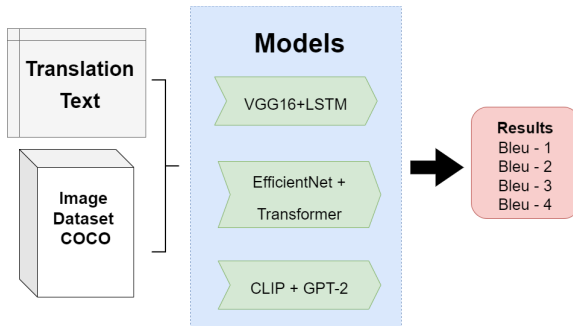 Translation
Text
Image
Dataset
COCO
Models
VGG16+LSTM
EfficientNet +
Transformer
CLIP + GPT-2
Results
Bleu - 1
Bleu - 2
Bleu - 3
Bleu - 4